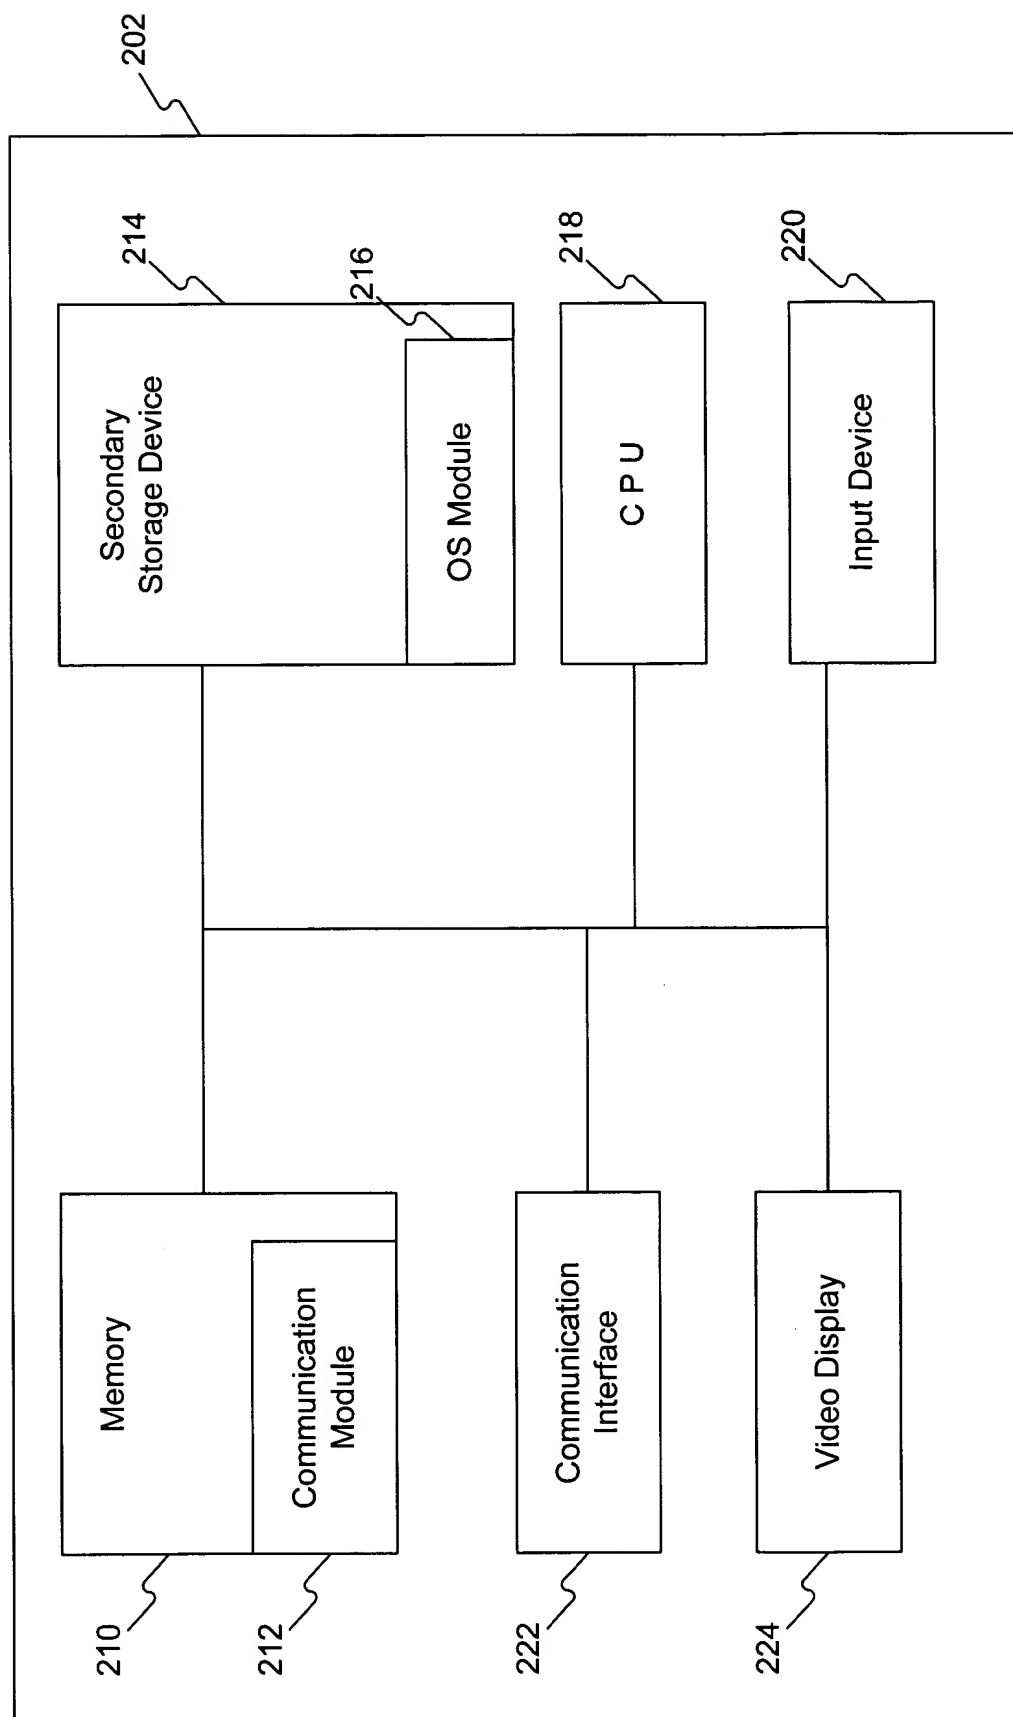 202
210
Memory
212
Communication
Module
214
Secondary
Storage Device
216
OS Module
222
Communication
Interface
218
C P U
224
Video Display
220
Input Device